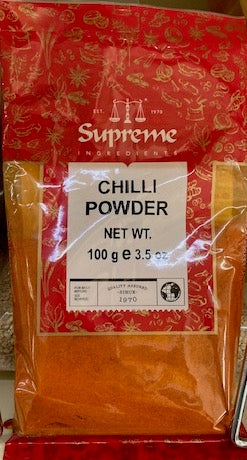 EST. 1970
Supreme
INGREDIENTS
CHILLI
POWDER
NET WT.
100 g e 3.5 oz
QUALITY ASSURED
SINCE
1970